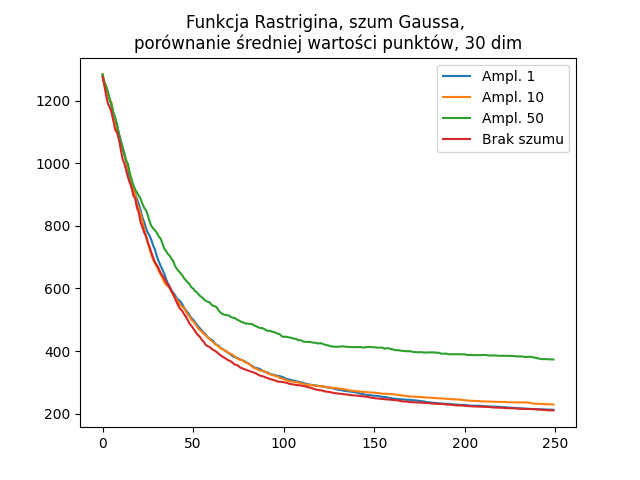 Funkcja Rastrigina, szum Gaussa,
porównanie średniej wartości punktów, 30 dim
Ampl. 1
Ampl. 10
Ampl. 50
Brak szumu
1200
1000
800
600
400
200
0 50 100 150 200 250